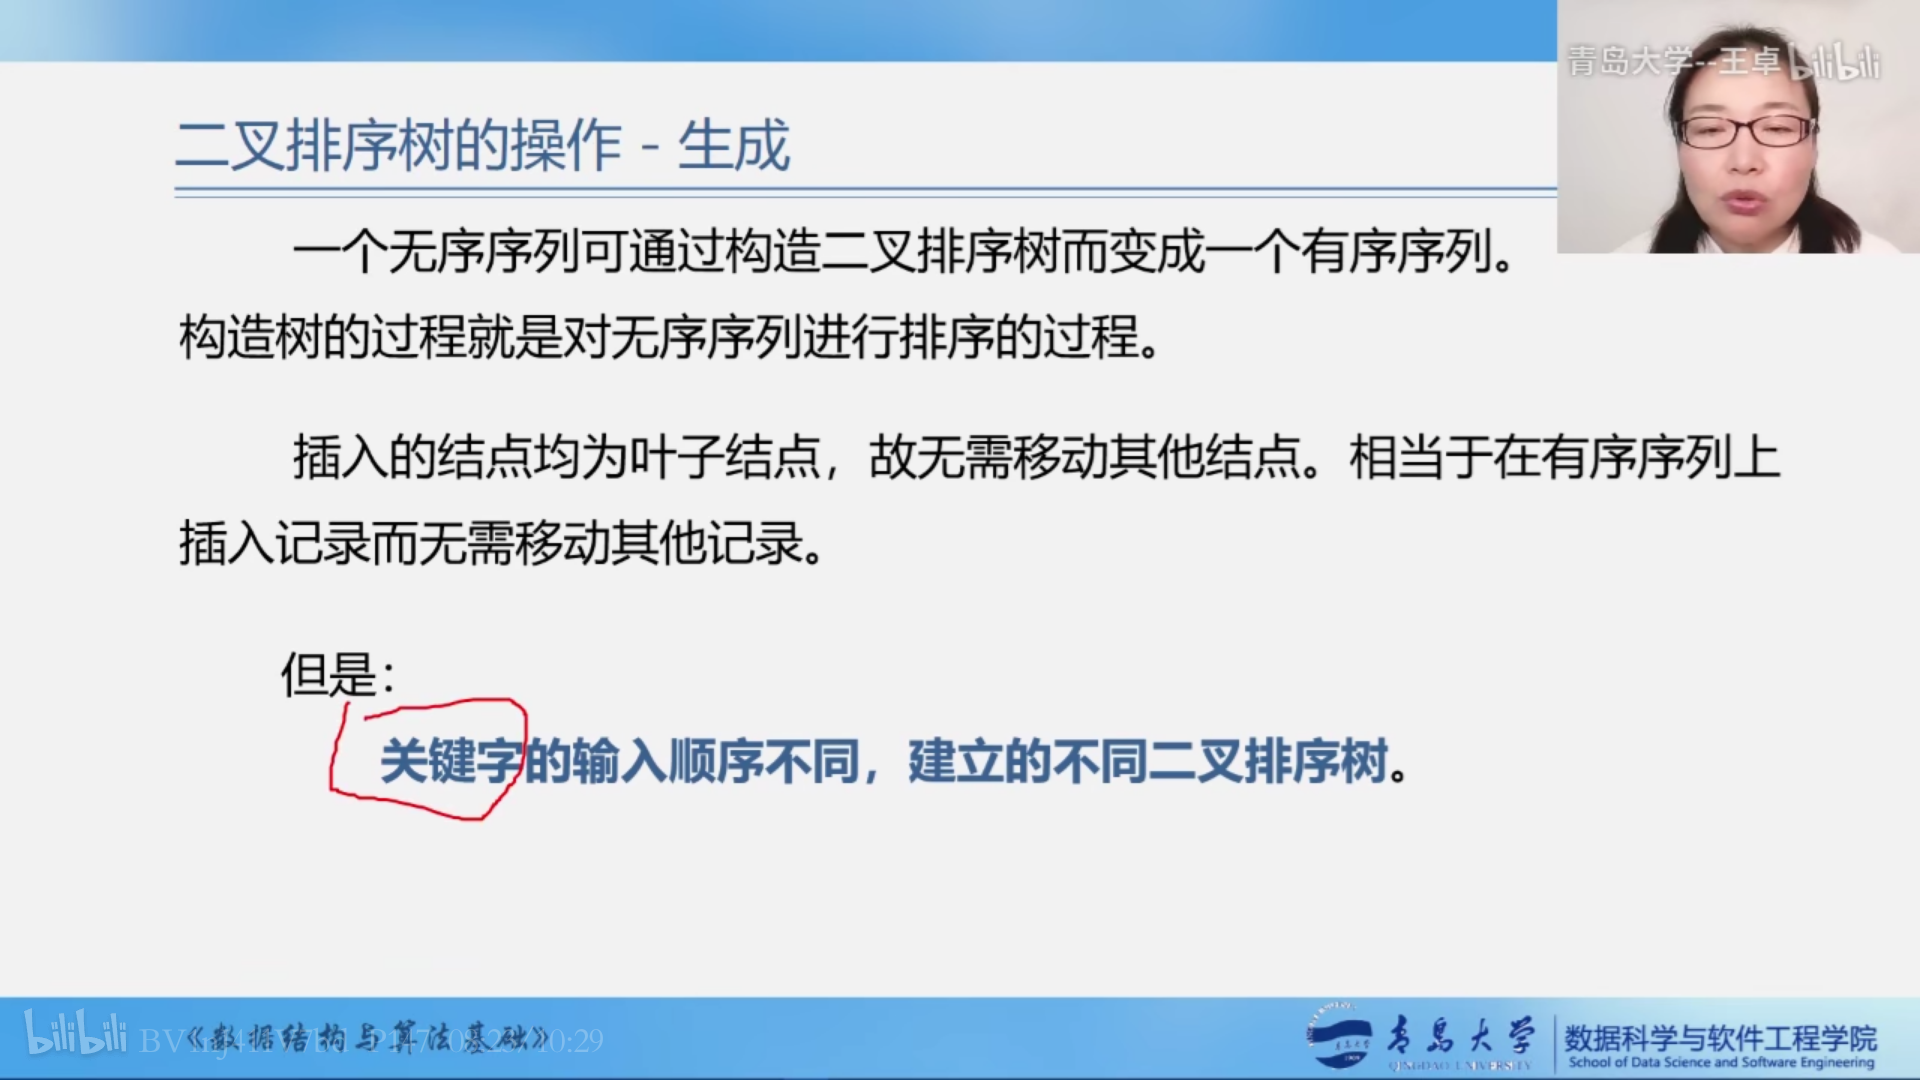 青岛大学--王卓 bilibili
二叉排序树的操作 - 生成
一个无序序列可通过构造二叉排序树而变成一个有序序列。
构造树的过程就是对无序序列进行排序的过程。
插入的结点均为叶子结点，故无需移动其他结点。相当于在有序序列上
插入记录而无需移动其他记录。
但是：
关键字的输入顺序不同，建立的不同二叉排序树。
bilibili
《数据结构与算法基础》
10:29
青岛大学
QINGDAO UNIVERSITY
数据科学与软件工程学院
School of Data Science and Software Engineering